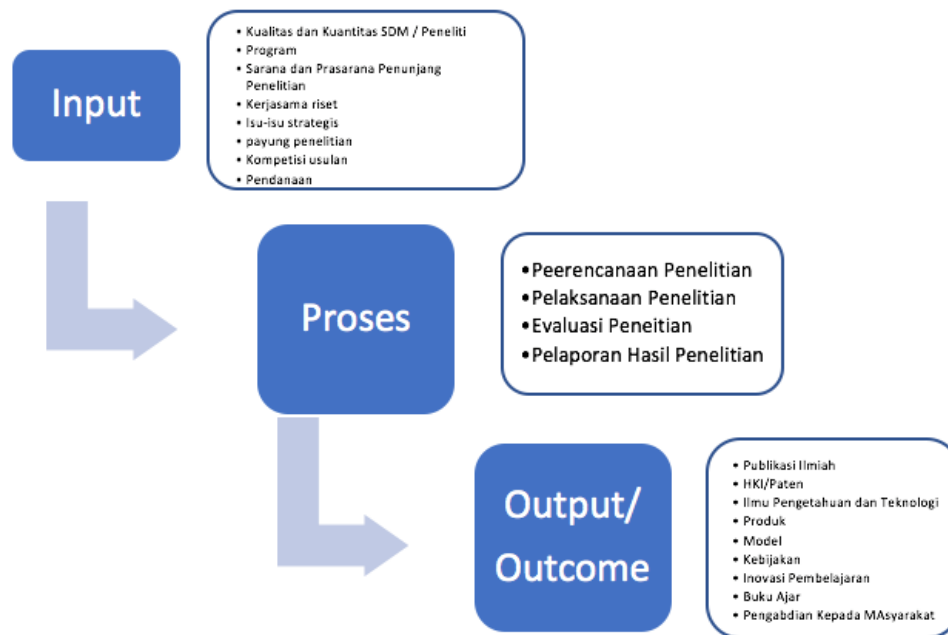 Input
• Kualitas dan Kuantitas SDM / Peneliti
• Program
• Sarana dan Prasarana Penunjang
Penelitian
• Kerjasama riset
• Isu-isu strategis
• payung penelitian
• Kompetisi usulan
• Pendanaan
Proses
•Peerencanaan Penelitian
•Pelaksanaan Penelitian
•Evaluasi Peneitian
•Pelaporan Hasil Penelitian
Output/
Outcome
• Publikasi Ilmiah
• HKI/Paten
• Ilmu Pengetahuan dan Teknologi
• Produk
• Model
• Kebijakan
• Inovasi Pembelajaran
• Buku Ajar
• Pengabdian Kepada MAsyarakat